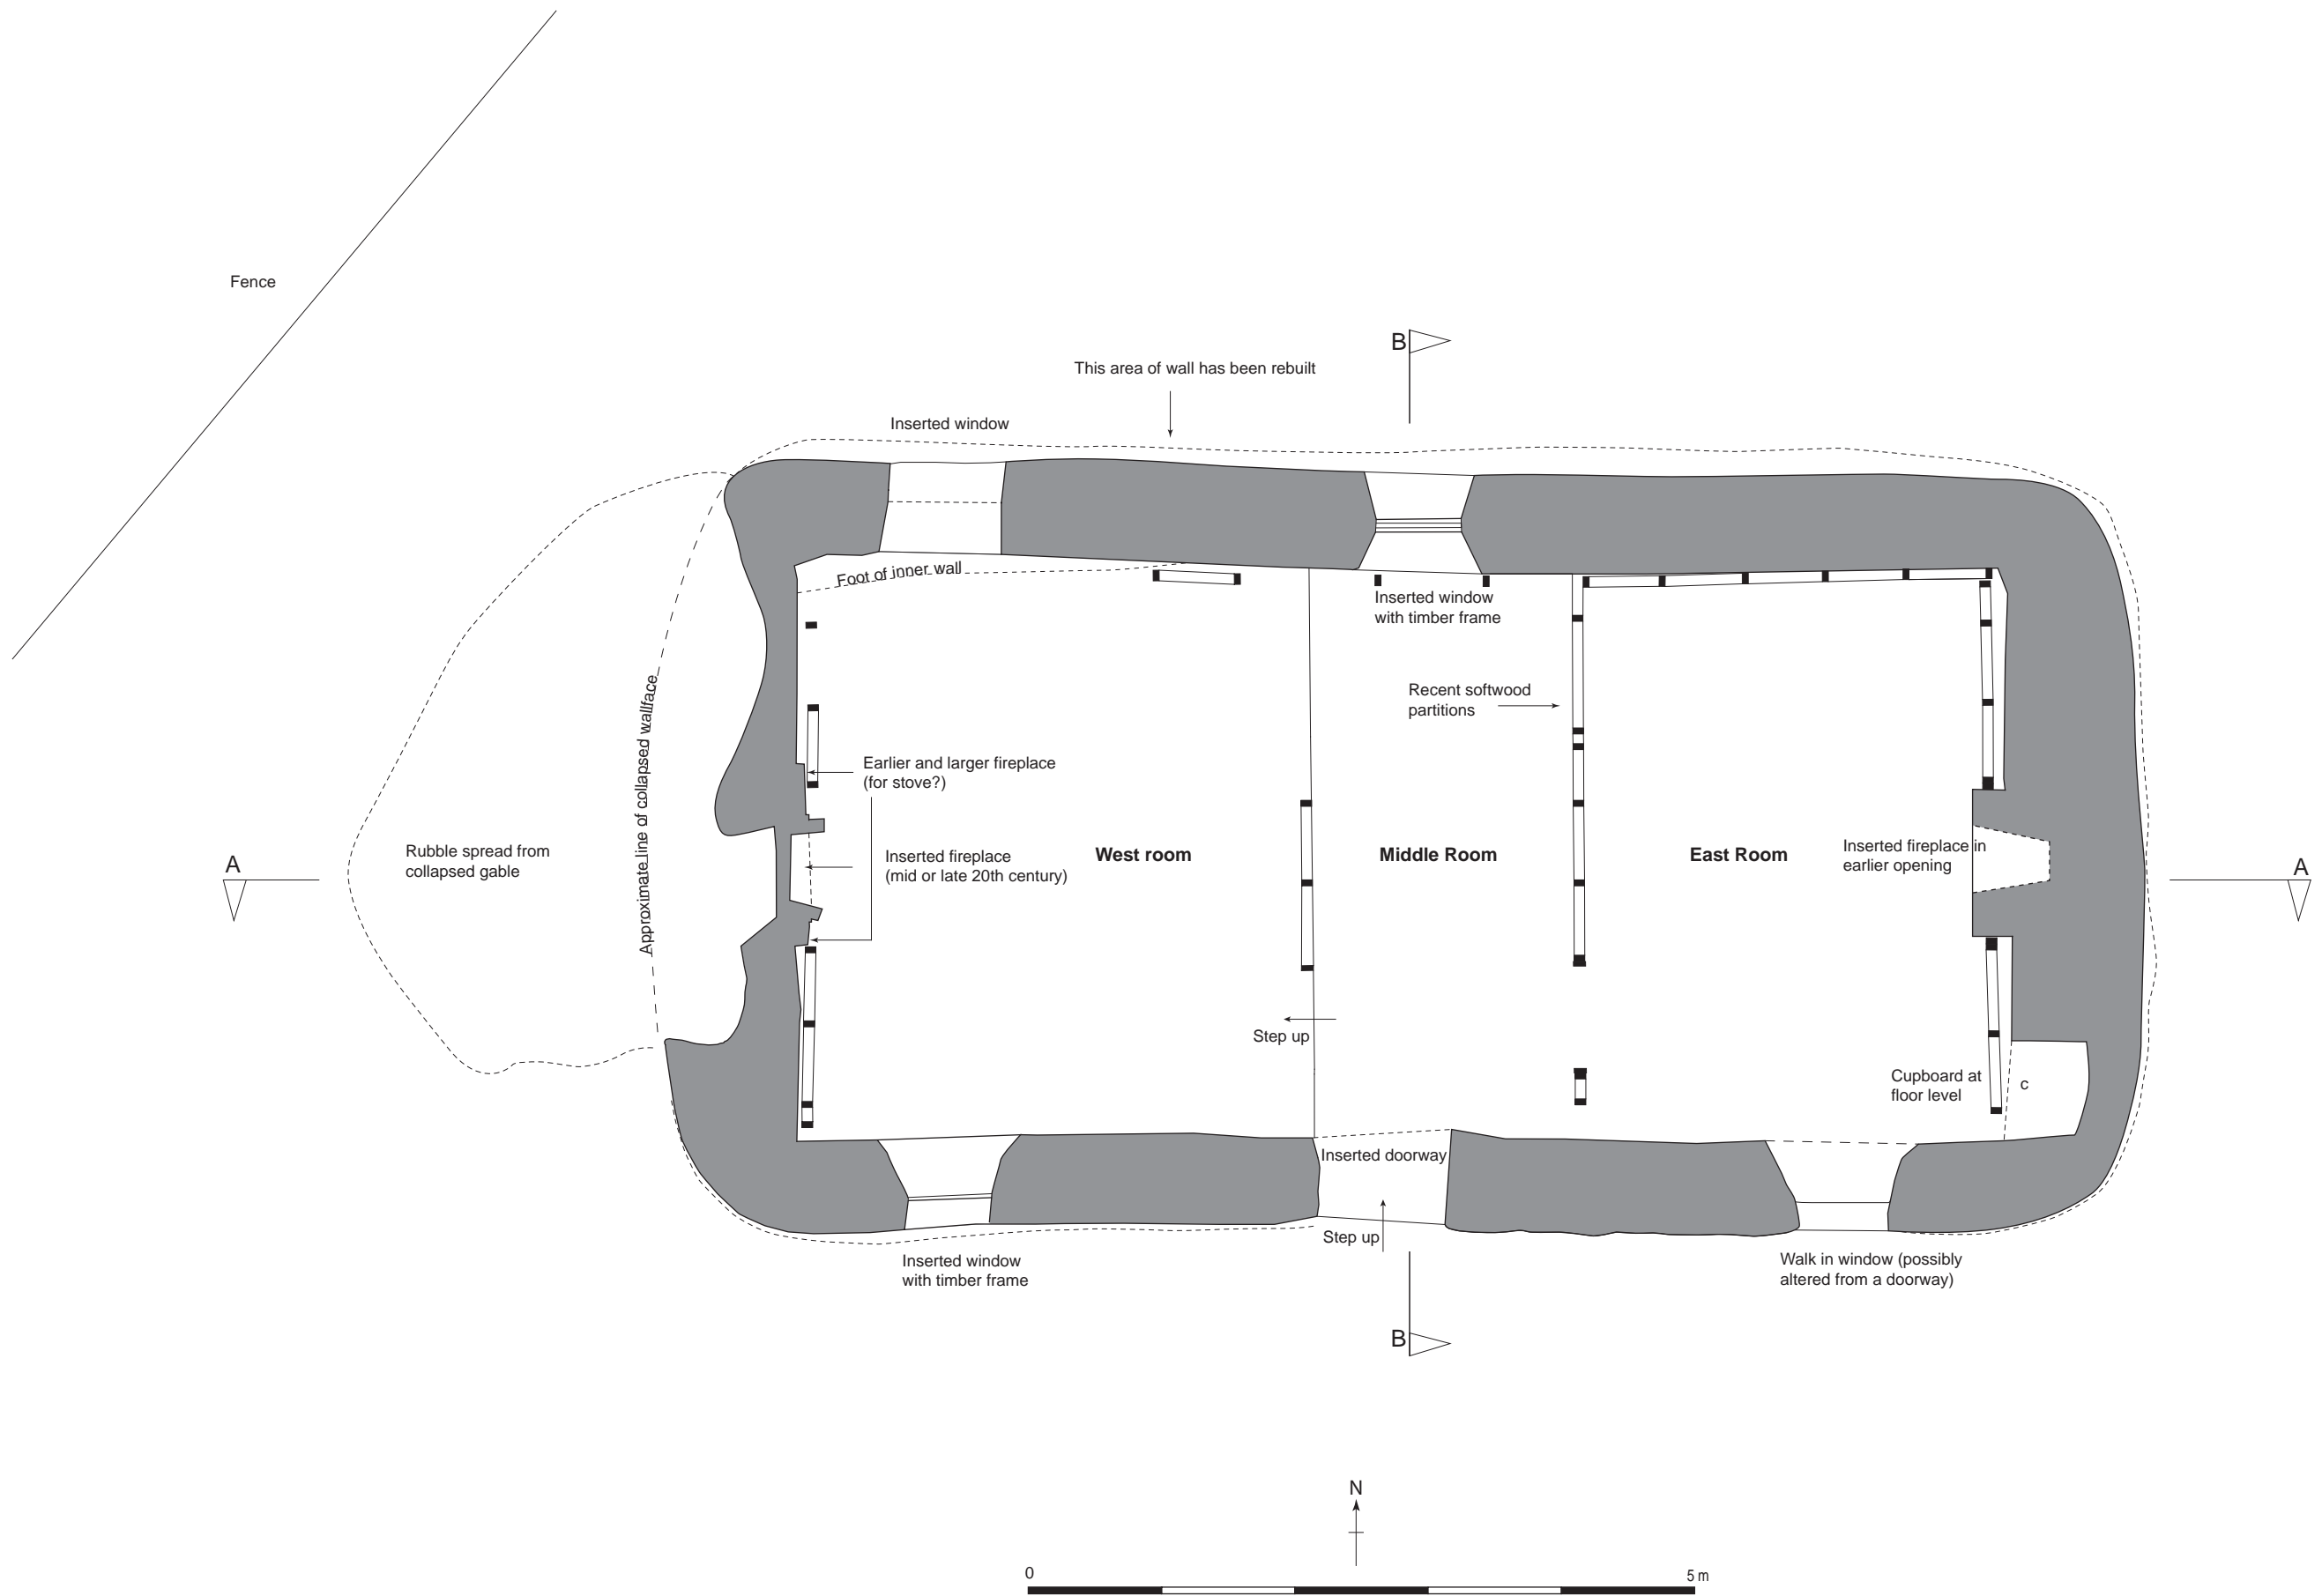 Fence
B
This area of wall has been rebuilt
Inserted window
Foot of inner wall
Inserted window
with timber frame
Approximate line of collapsed wallface
Recent softwood
partitions
Earlier and larger fireplace
(for stove?)
Rubble spread from
collapsed gable
A
Inserted fireplace
(mid or late 20th century)
West room
Middle Room
East Room
Inserted fireplace in
earlier opening
A
Step up
Cupboard at
floor level
c
Inserted doorway
Step up
Inserted window
with timber frame
Walk in window (possibly
altered from a doorway)
B
N
0
5 m